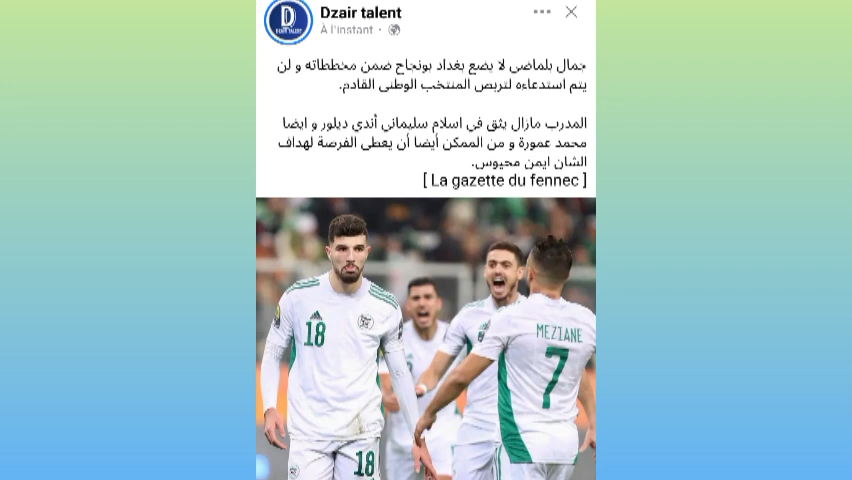 Dzair talent
À l'instant
جمال بلماضي لا يضع بغداد بونجاح ضمن مخططاته و لن
يتم استدعاءه لتربص المنتخب الوطني القادم.
المدرب مازال يثق في اسلام سليماني أندي ديلور و ايضا
محمد عمورة و من الممكن أيضا أن يعطى الفرصة لهداف
الشان ايمن محيوس.
[ La gazette du fennec ]
18
18
MEZIANE
7